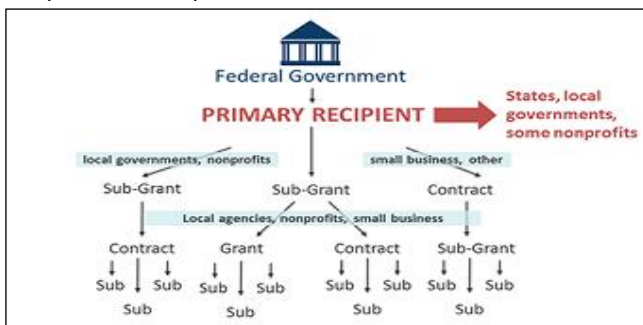 Federal Government
PRIMARY RECIPIENT
States, local
governments,
some nonprofits
local governments, nonprofits
small business, other
Sub-Grant
Sub-Grant
Contract
Local agencies, nonprofits, small business
Contract
Grant
Contract
Sub-Grant
Sub
Sub
Sub
Sub
Sub
Sub
Sub
Sub
Sub
Sub
Sub
Sub